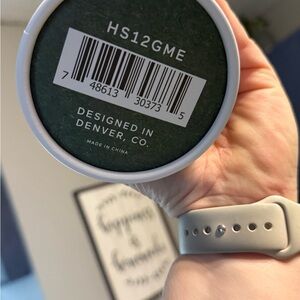 HS12GME
7 48613 30373 5
DESIGNED IN
DENVER, CO.
MADE IN CHINA